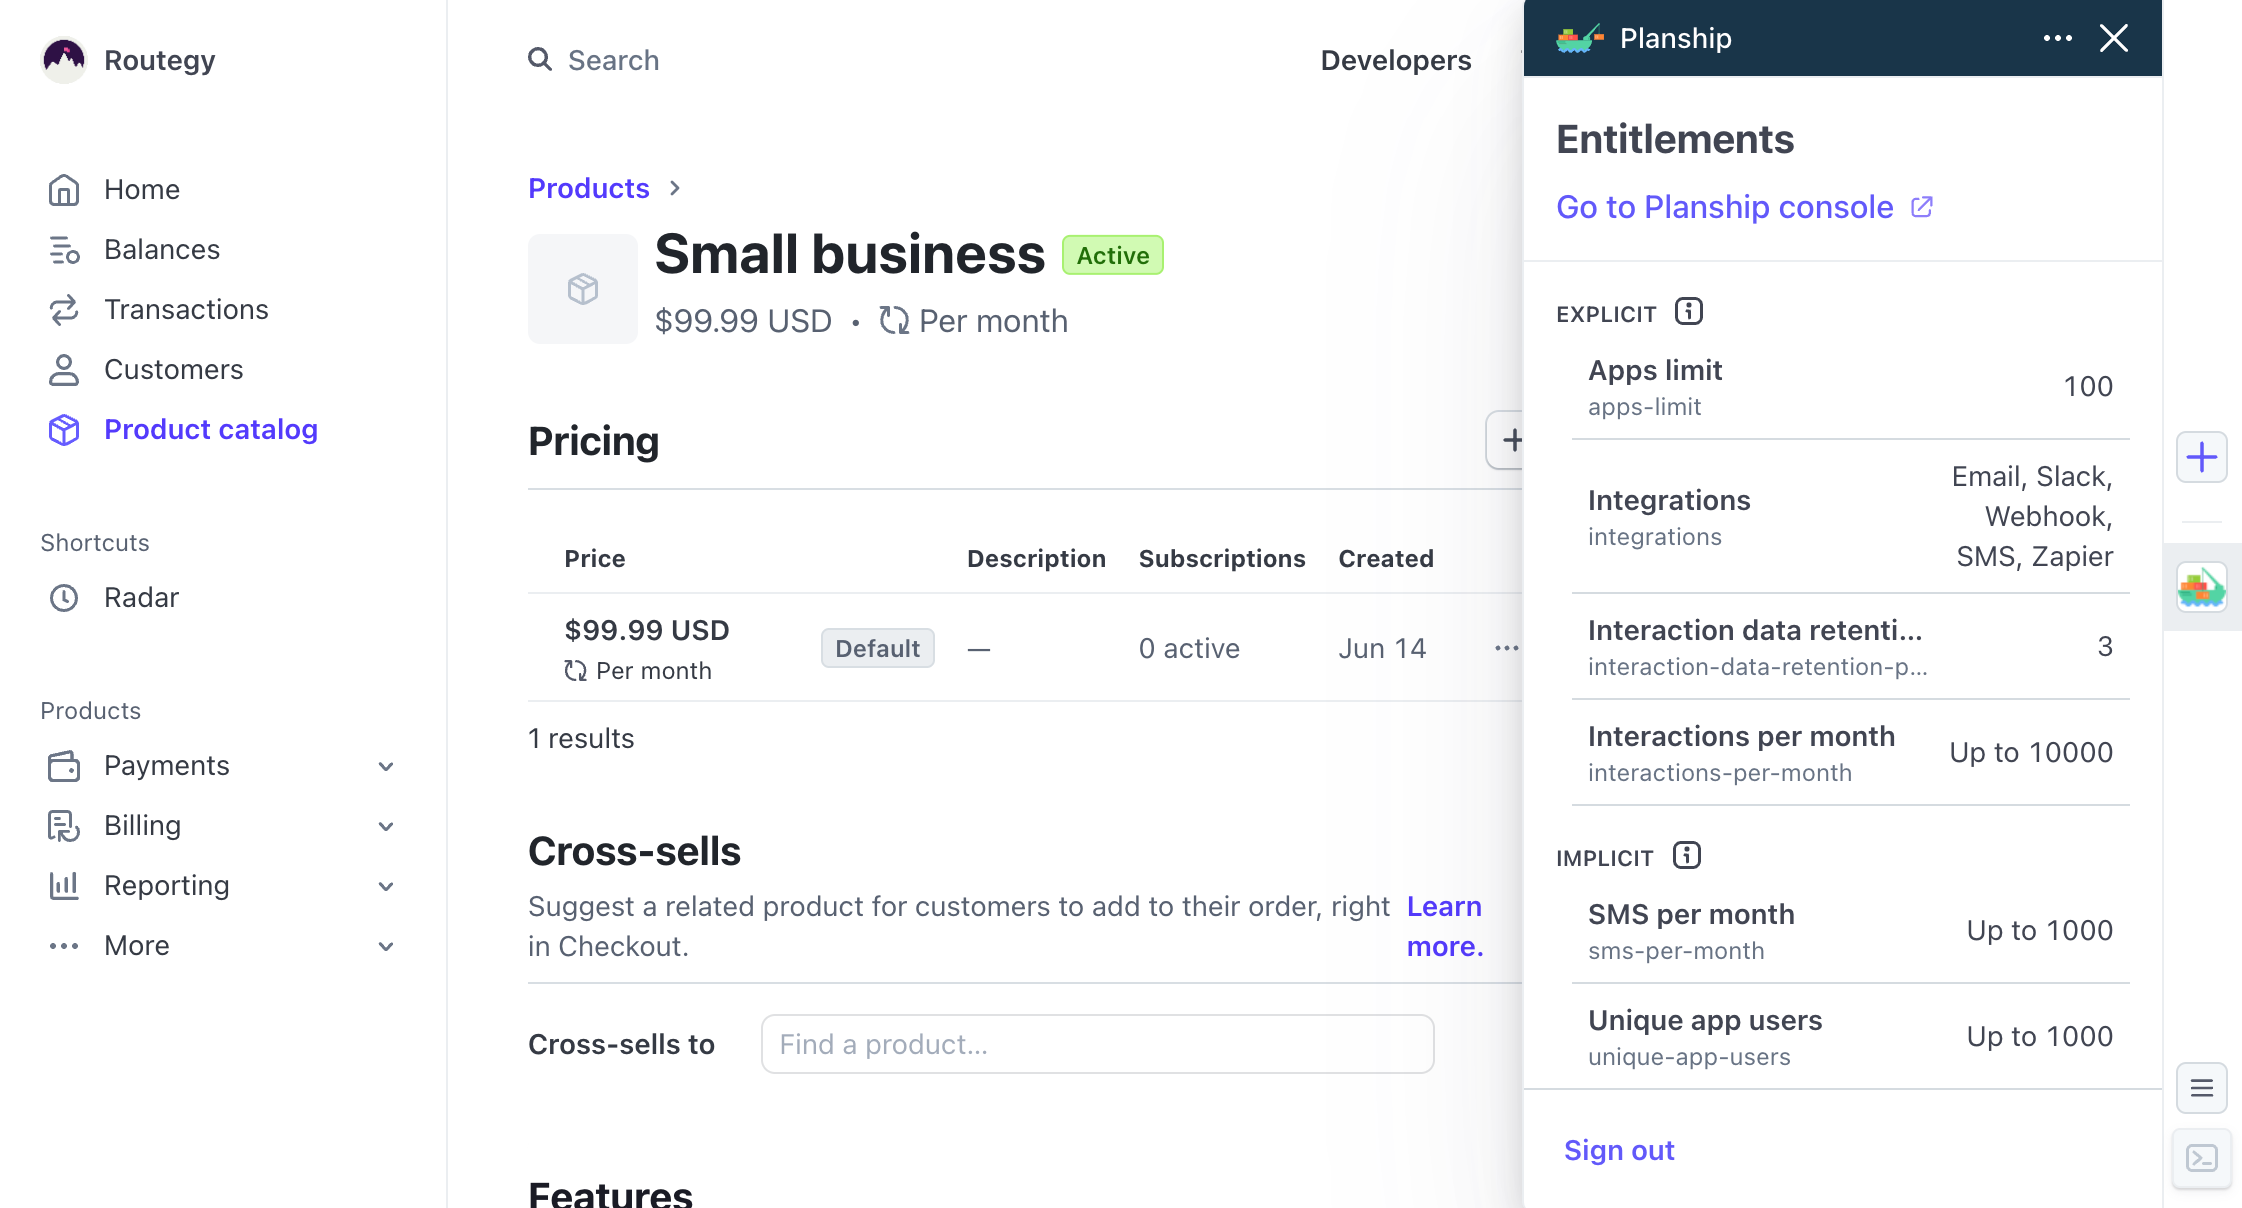 Routegy
Home
Balances
Transactions
Customers
Product catalog
Shortcuts
Radar
Products
Payments
Billing
Reporting
More
Search
Developers
Products
Small business
Active
$99.99 USD • Per month
Pricing
Price Description Subscriptions Created
$99.99 USD
Per month
Default
—
0 active
Jun 14
1 results
Cross-sells
Suggest a related product for customers to add to their order, right
in Checkout.
Learn
more.
Cross-sells to
Find a product...
Features
Planship
Entitlements
Go to Planship console
EXPLICIT
Apps limit
apps-limit
100
Integrations
integrations
Email, Slack,
Webhook,
SMS, Zapier
Interaction data retenti...
interaction-data-retention-p...
3
Interactions per month
interactions-per-month
Up to 10000
IMPLICIT
SMS per month
sms-per-month
Up to 1000
Unique app users
unique-app-users
Up to 1000
Sign out